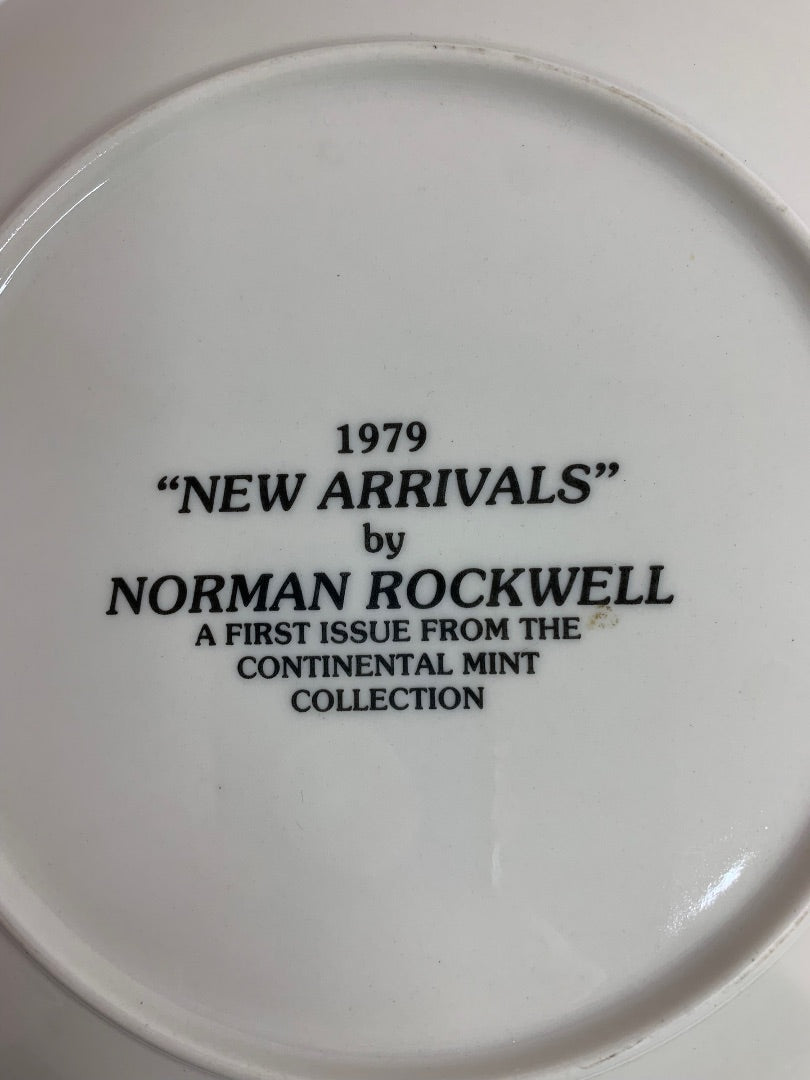 1979
“NEW ARRIVALS”
by
NORMAN ROCKWELL
A FIRST ISSUE FROM THE
CONTINENTAL MINT
COLLECTION